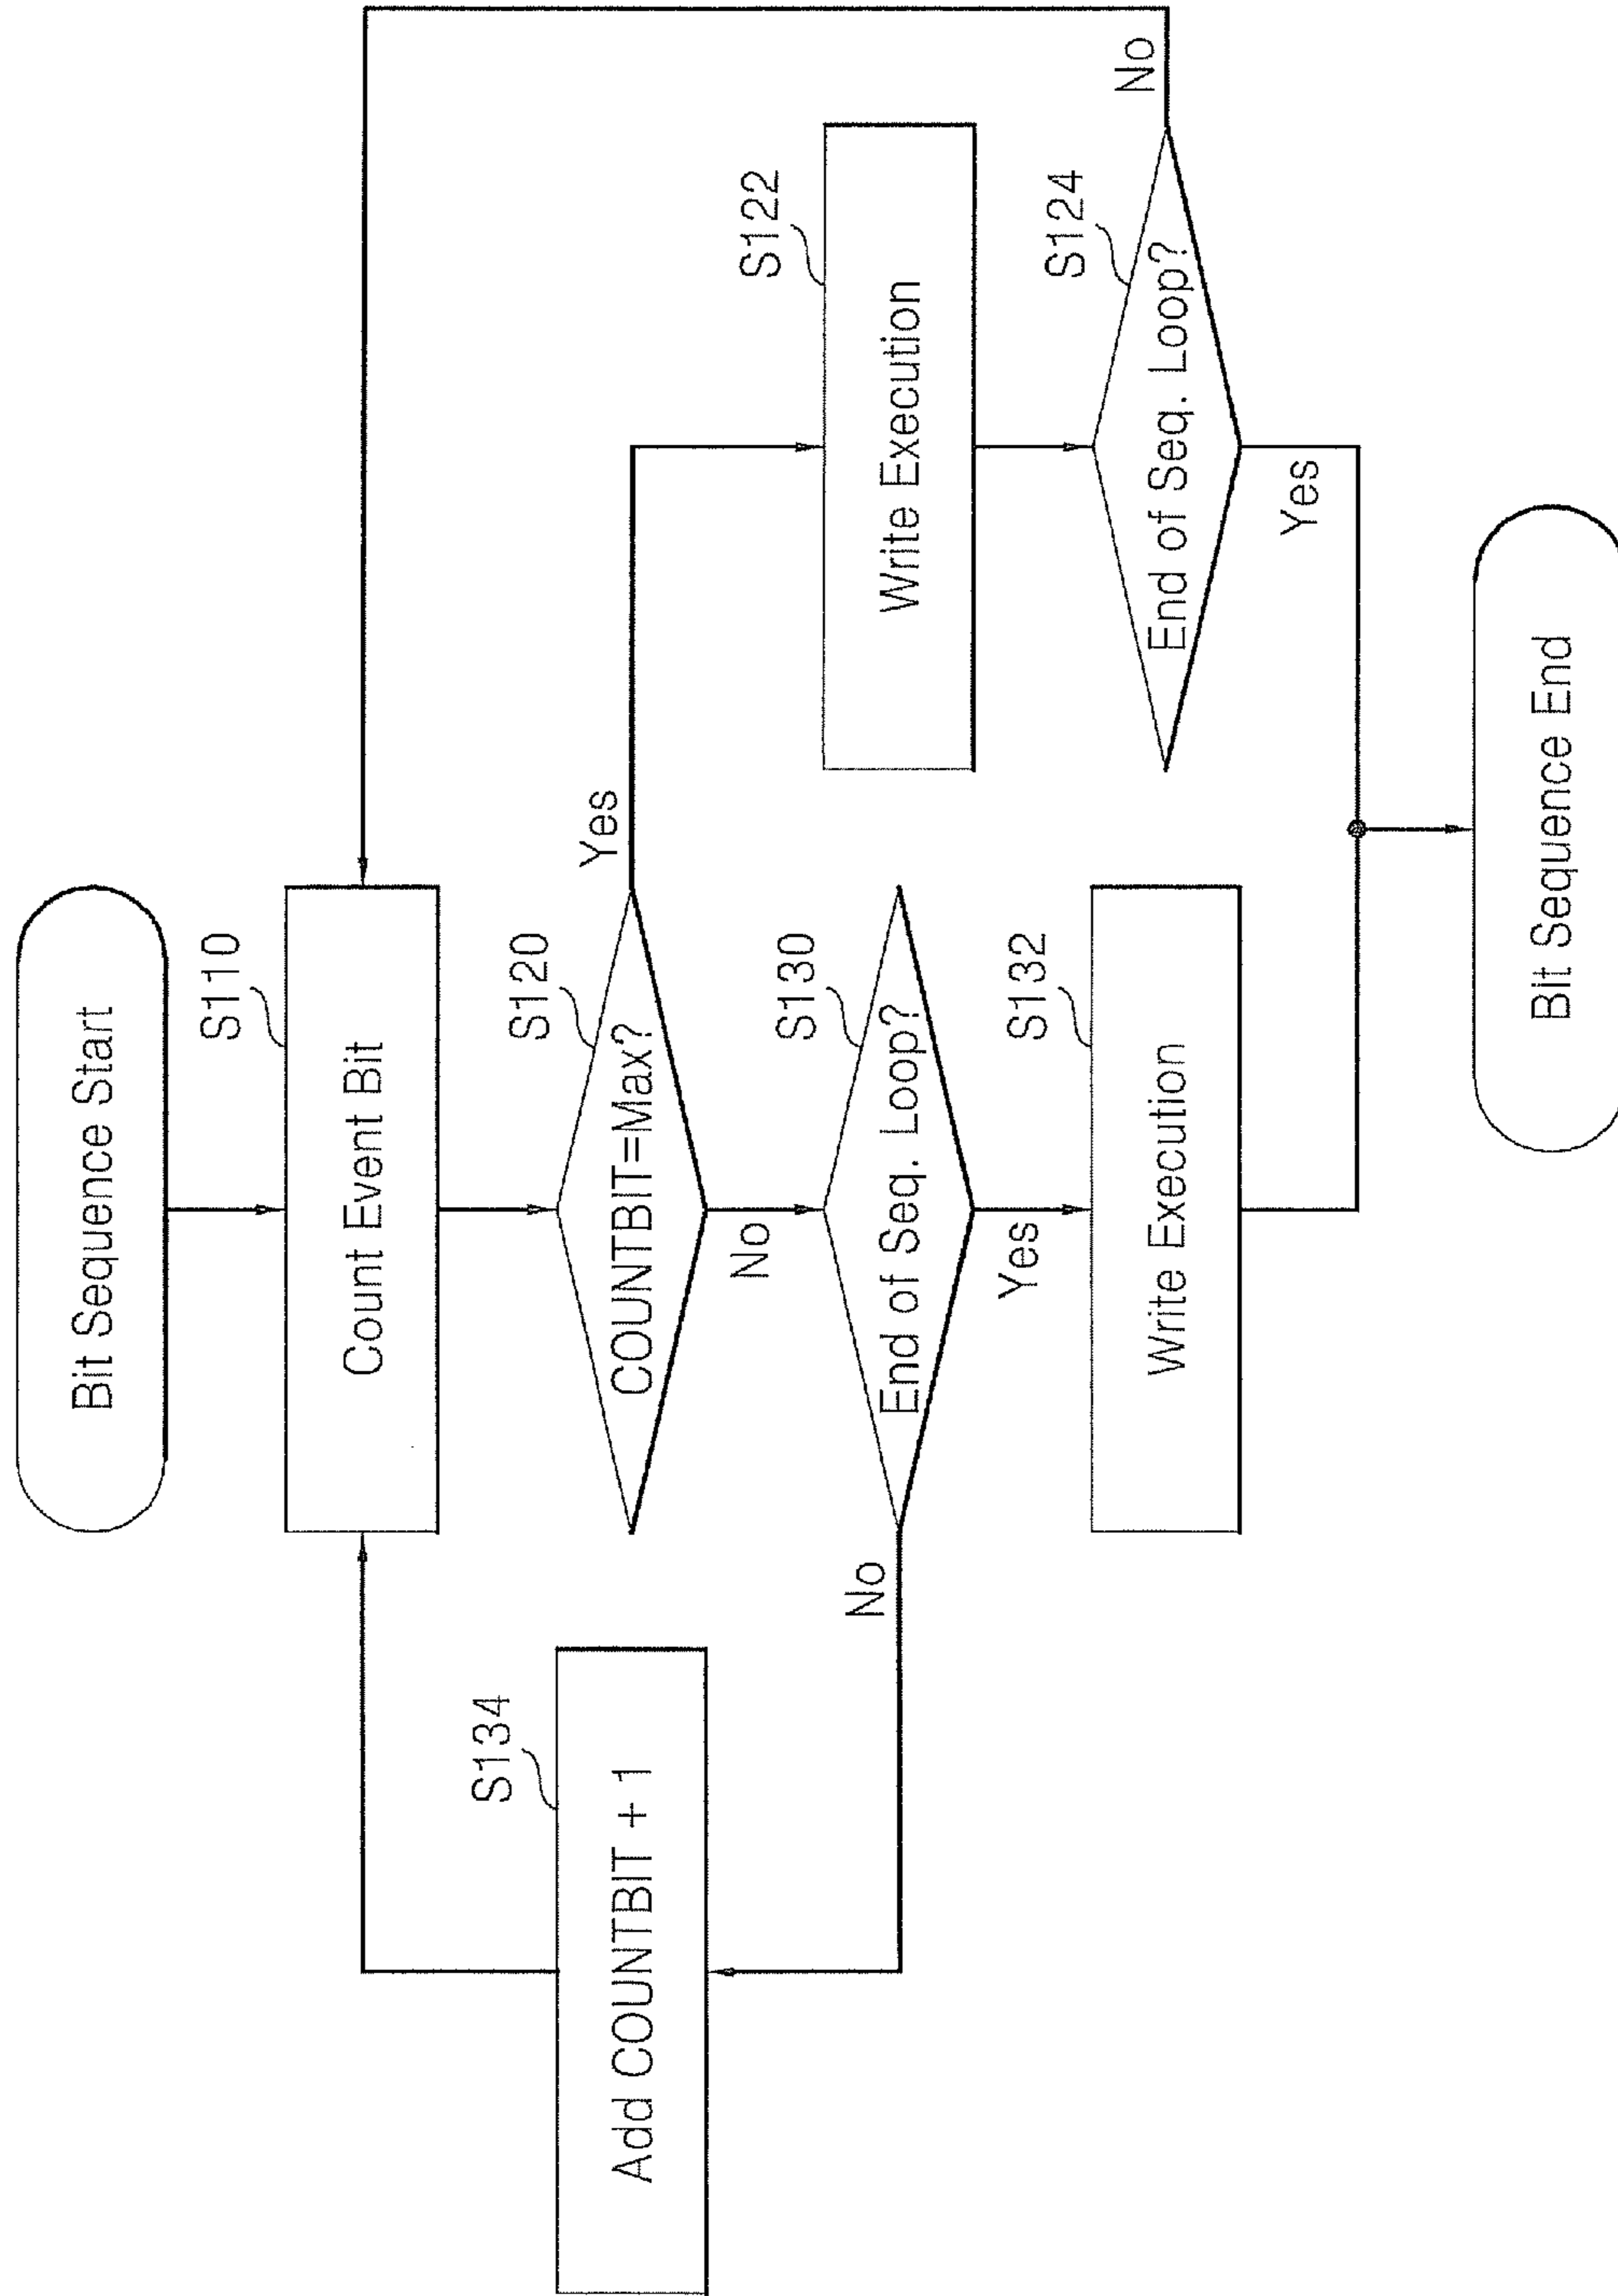 Bit Sequence Start
S110
Count Event Bit
S120
COUNTBIT=Max?
Yes
No
S130
End of Seq. Loop?
No
Yes
S132
Write Execution
S134
Add COUNTBIT + 1
S122
Write Execution
S124
End of Seq. Loop?
No
Yes
Bit Sequence End